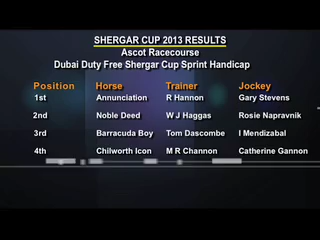 SHERGAR CUP 2013 RESULTS
Ascot Racecourse
Dubai Duty Free Shergar Cup Sprint Handicap
Position Horse Trainer Jockey
1st Annunciation R Hannon Gary Stevens
2nd Noble Deed W J Haggas Rosie Napravnik
3rd Barracuda Boy Tom Dascombe I Mendizabal
4th Chilworth Icon M R Channon Catherine Gannon